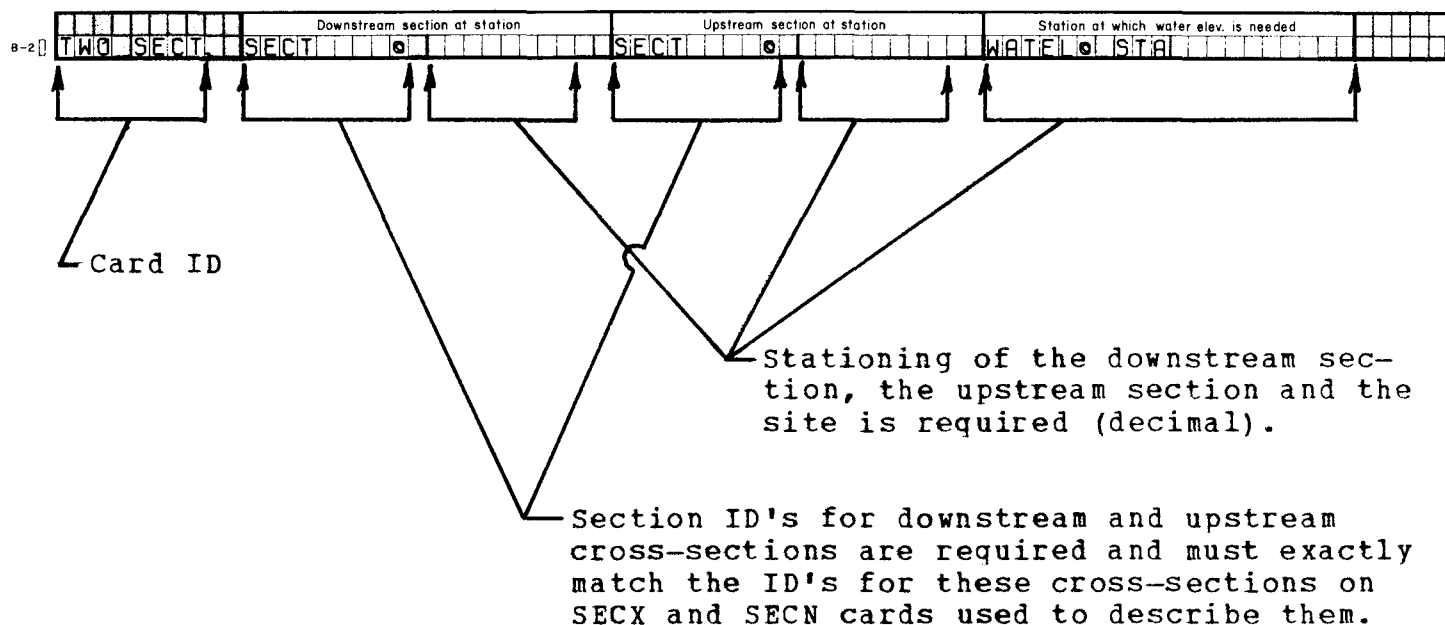 Downstream section at station Upstream section at station Station at which water elev. is needed
B-2 TWO SECT. SECT @ SECT @ WATEL@ STA
Card ID
Stationing of the downstream sec-
tion, the upstream section and the
site is required (decimal).
Section ID's for downstream and upstream
cross-sections are required and must exactly
match the ID's for these cross-sections on
SECX and SECN cards used to describe them.